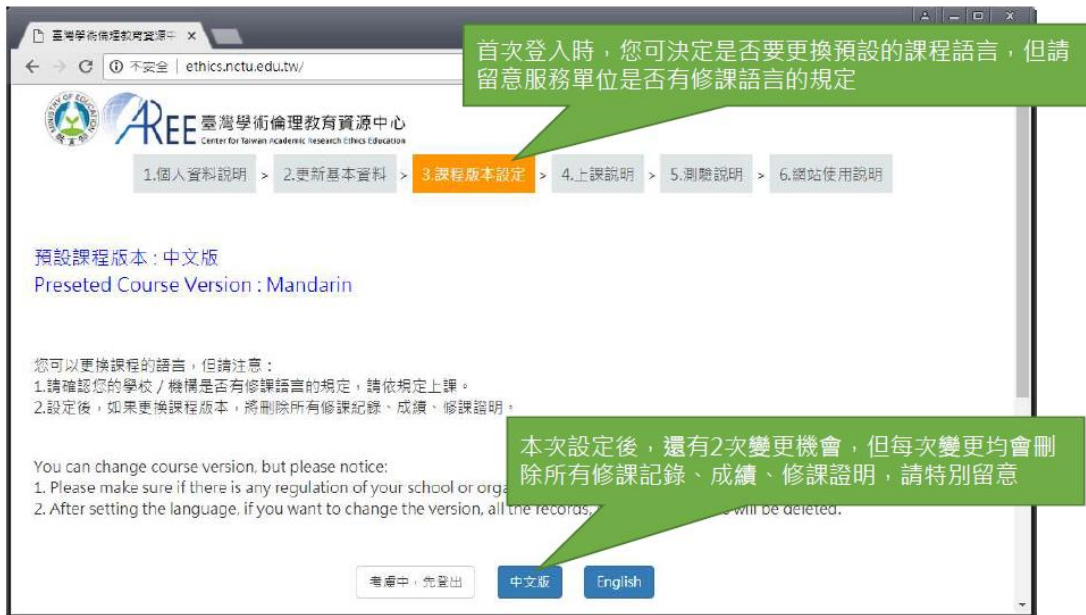 臺灣學術倫理教育資源中
不安全 | ethics.nctu.edu.tw/
首次登入時，您可決定是否要更換預設的課程語言，但請
留意服務單位是否有修課語言的規定
MINISTRY OF EDUCATION
AREE 臺灣學術倫理教育資源中心
Center for Taiwan Academic Research Ethics Education
1.個人資料說明 > 2.更新基本資料 > 3.課程版本設定 > 4.上課說明 > 5.測驗說明 > 6.網站使用說明
預設課程版本 : 中文版
Preseted Course Version : Mandarin
您可以更換課程的語言，但請注意：
1.請確認您的學校 / 機構是否有修課語言的規定，請依規定上課。
2.設定後，如果更換課程版本，將刪除所有修課紀錄、成績、修課證明。
本次設定後，還有2次變更機會，但每次變更均會刪
除所有修課記錄、成績、修課證明，請特別留意
You can change course version, but please notice:
1. Please make sure if there is any regulation of your school or
2. After setting the language, if you want to change the version, all the records, will be deleted.
考慮中，先登出 中文版 English